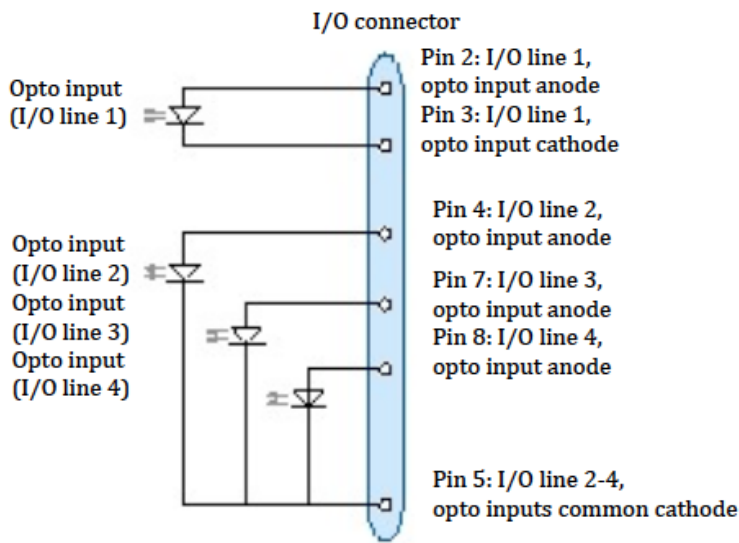 I/O connector
Opto input
(I/O line 1)
Pin 2: I/O line 1,
opto input anode
Pin 3: I/O line 1,
opto input cathode
Opto input
(I/O line 2)
Opto input
(I/O line 3)
Opto input
(I/O line 4)
Pin 4: I/O line 2,
opto input anode
Pin 7: I/O line 3,
opto input anode
Pin 8: I/O line 4,
opto input anode
Pin 5: I/O line 2-4,
opto inputs common cathode